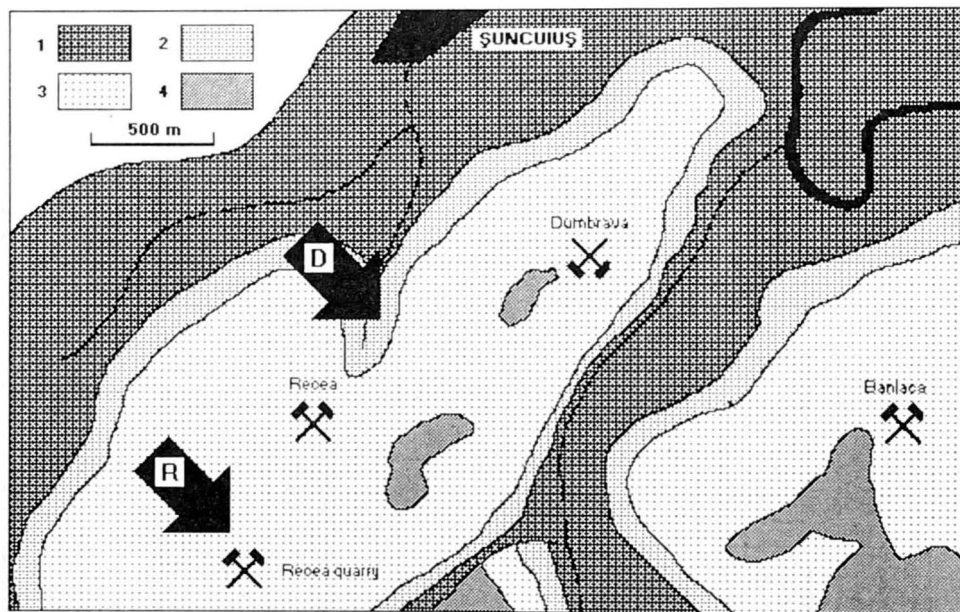 1
2
ŞUNCUIUŞ
3
4
500 m
Dumbrava
D
Recea
Banlaca
R
Recea quarry